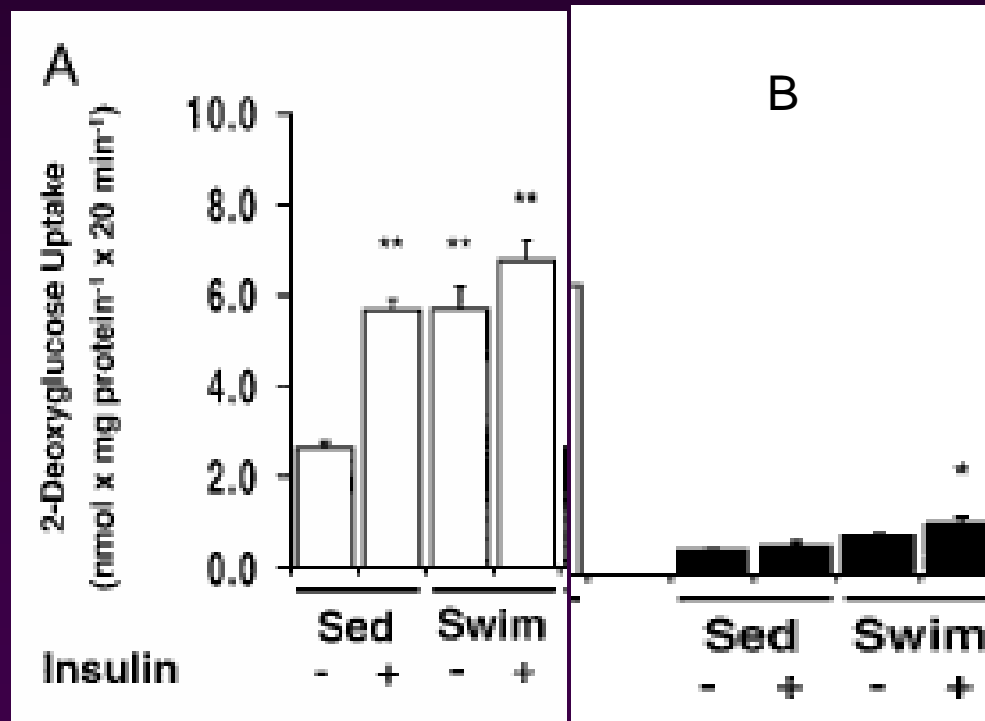 A
2-Deoxyglucose Uptake
(nmol x mg protein⁻¹ x 20 min⁻¹)
10.0
8.0
6.0
4.0
2.0
0.0
**
**
**
Sed
Swim
Insulin
- + - +
B
*
Sed
Swim
- + - +